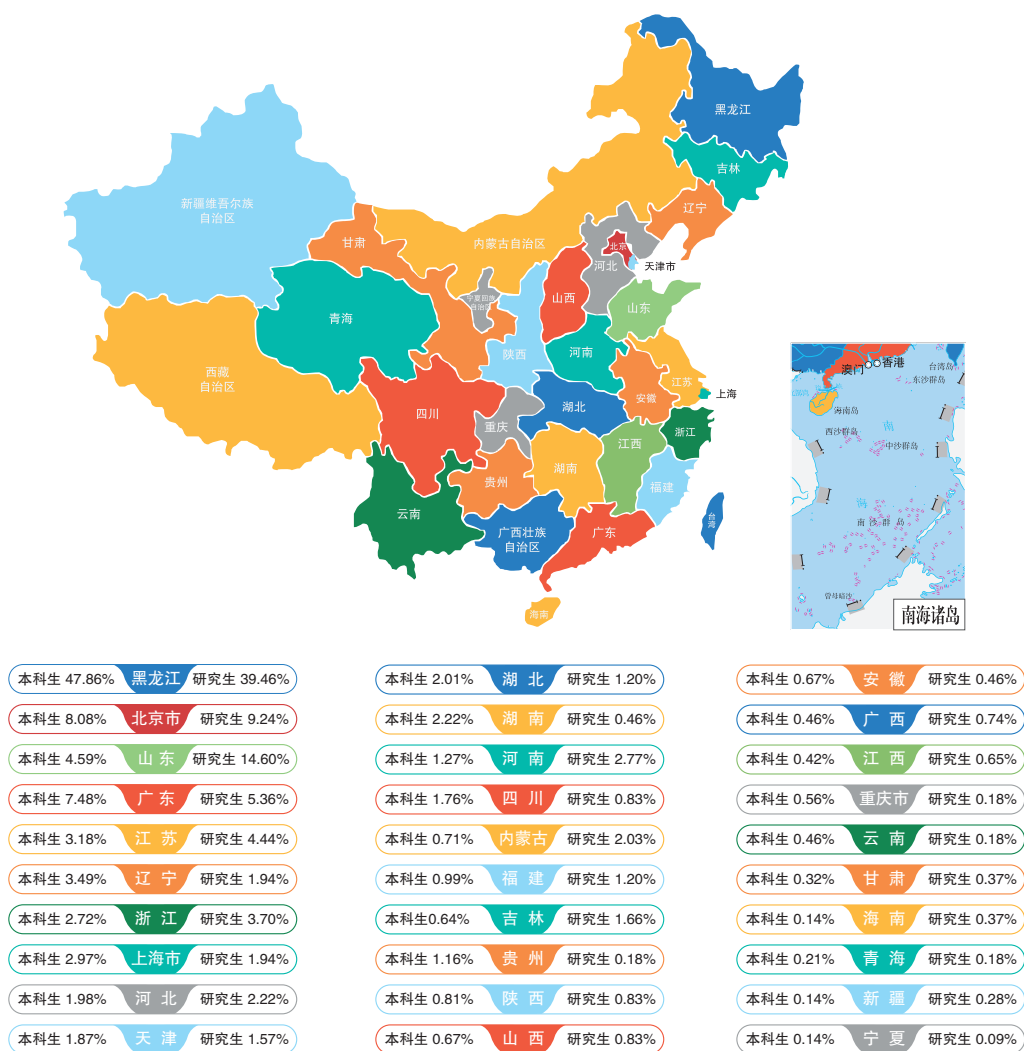 黑龙江
吉林
辽宁
新疆维吾尔族
自治区
甘肃
内蒙古自治区
北京
河北
天津市
宁夏回族
自治区
山西
山东
青海
陕西
河南
西藏
自治区
江苏
安徽
上海
四川
湖北
重庆
浙江
江西
湖南
贵州
福建
云南
广西壮族
自治区
广东
台湾
海南
香港
澳门
台湾岛
东沙群岛
海南岛
南
西沙群岛
中沙群岛
海
南沙群岛
曾母暗沙
南海诸岛
本科生 47.86% 黑龙江 研究生 39.46%
本科生 8.08% 北京市 研究生 9.24%
本科生 4.59% 山东 研究生 14.60%
本科生 7.48% 广东 研究生 5.36%
本科生 3.18% 江苏 研究生 4.44%
本科生 3.49% 辽宁 研究生 1.94%
本科生 2.72% 浙江 研究生 3.70%
本科生 2.97% 上海市 研究生 1.94%
本科生 1.98% 河北 研究生 2.22%
本科生 1.87% 天津 研究生 1.57%
本科生 2.01% 湖北 研究生 1.20%
本科生 2.22% 湖南 研究生 0.46%
本科生 1.27% 河南 研究生 2.77%
本科生 1.76% 四川 研究生 0.83%
本科生 0.71% 内蒙古 研究生 2.03%
本科生 0.99% 福建 研究生 1.20%
本科生0.64% 吉林 研究生 1.66%
本科生 1.16% 贵州 研究生 0.18%
本科生 0.81% 陕西 研究生 0.83%
本科生 0.67% 山西 研究生 0.83%
本科生 0.67% 安徽 研究生 0.46%
本科生 0.46% 广西 研究生 0.74%
本科生 0.42% 江西 研究生 0.65%
本科生 0.56% 重庆市 研究生 0.18%
本科生 0.46% 云南 研究生 0.18%
本科生 0.32% 甘肃 研究生 0.37%
本科生 0.14% 海南 研究生 0.37%
本科生 0.21% 青海 研究生 0.18%
本科生 0.14% 新疆 研究生 0.28%
本科生 0.14% 宁夏 研究生 0.09%